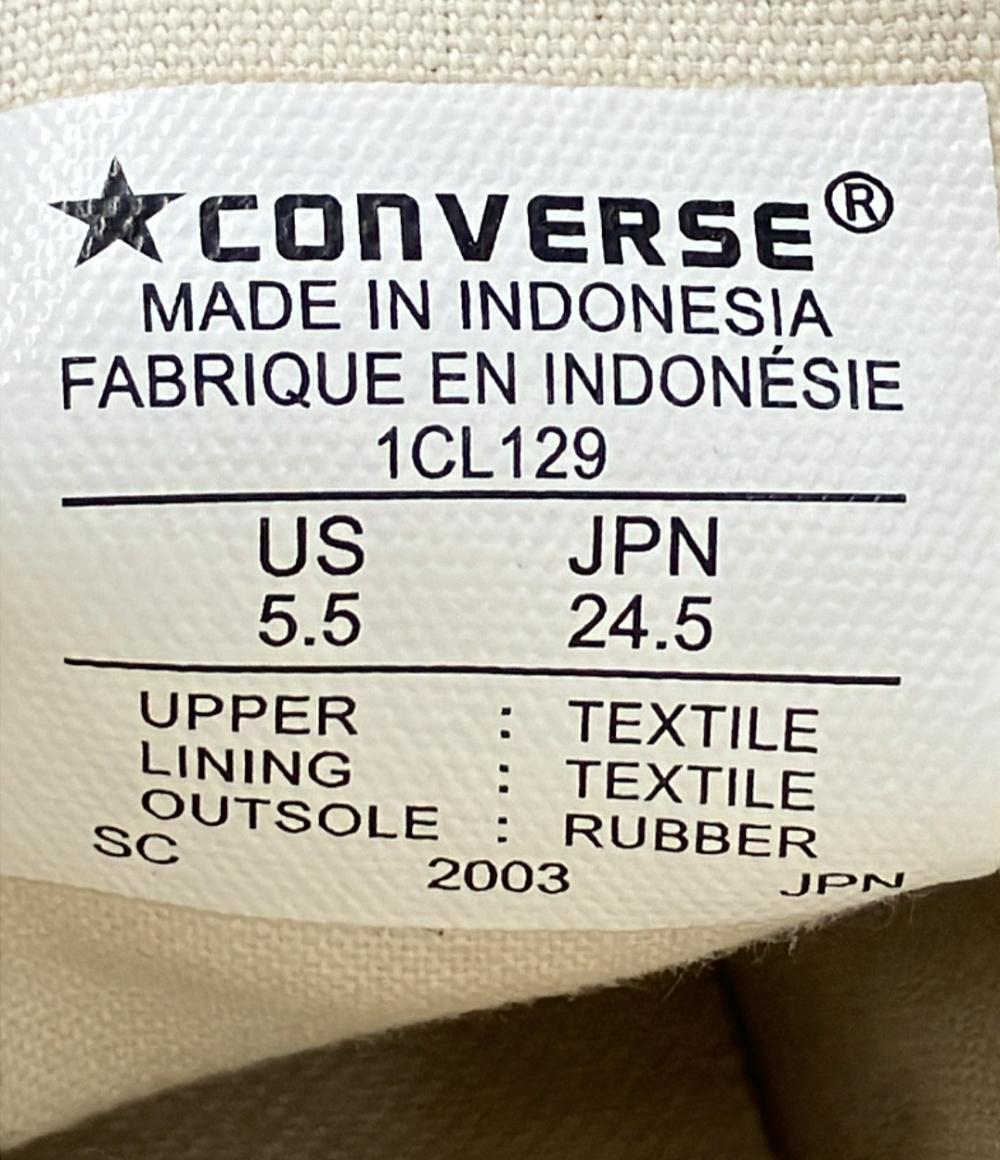 CONVERSE®
MADE IN INDONESIA
FABRIQUE EN INDONÉSIE
1CL129
US JPN
5.5 24.5
UPPER : TEXTILE
LINING : TEXTILE
OUTSOLE : RUBBER
SC 2003 JPN